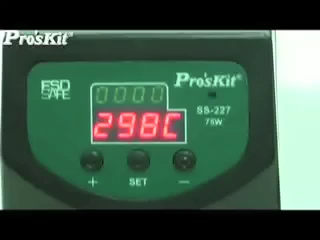 Pro'sKit®
ESD SAFE
Pro'sKit®
0000
SS-227
75W
298C
+ SET −